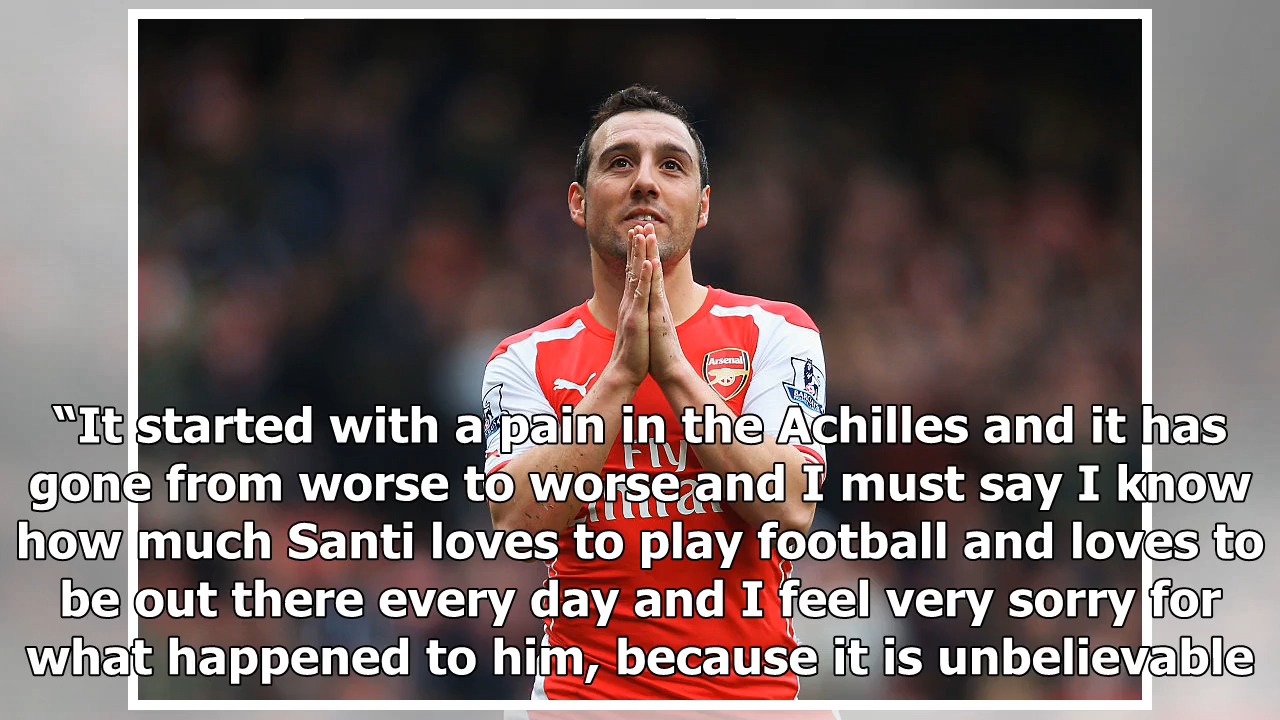 Arsenal
“It started with a pain in the Achilles and it has
Fly
gone from worse to worse and I must say I know
how much Santi loves to play football and loves to
be out there every day and I feel very sorry for
what happened to him, because it is unbelievable